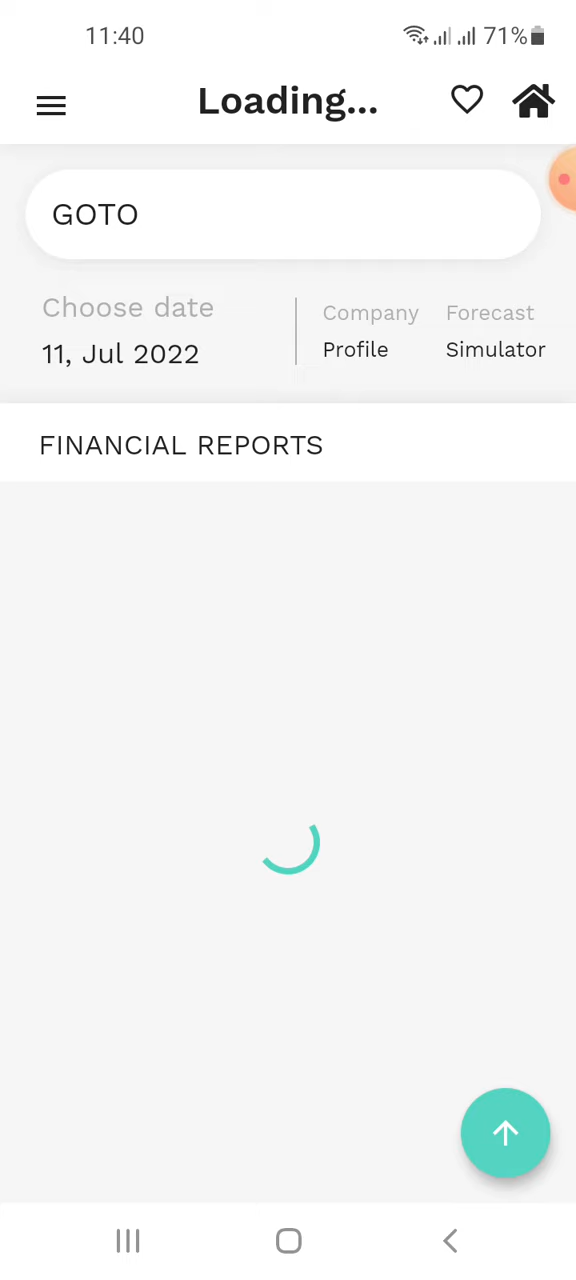 11:40 71%
Loading...
GOTO
Choose date
11, Jul 2022
Company
Profile
Forecast
Simulator
FINANCIAL REPORTS